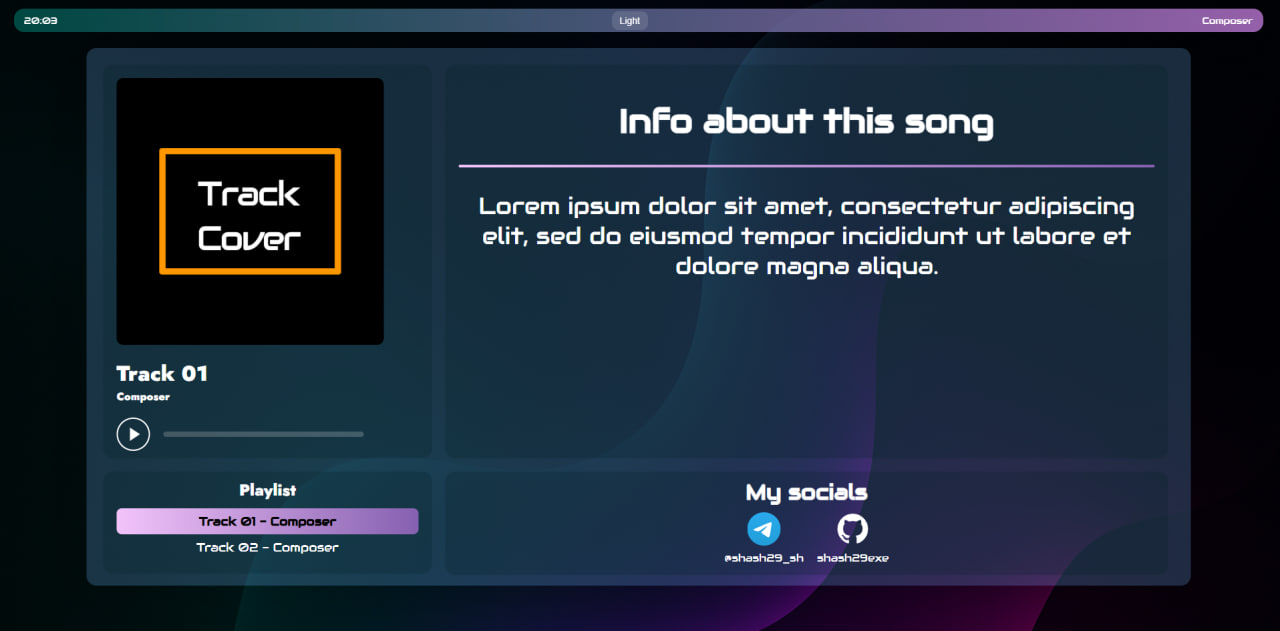 20:03
Light
Composer
Track
Cover
Track 01
Composer
Info about this song
Lorem ipsum dolor sit amet, consectetur adipiscing
elit, sed do eiusmod tempor incididunt ut labore et
dolore magna aliqua.
Playlist
Track 01 - Composer
Track 02 - Composer
My socials
@shash29_sh
shash29exe